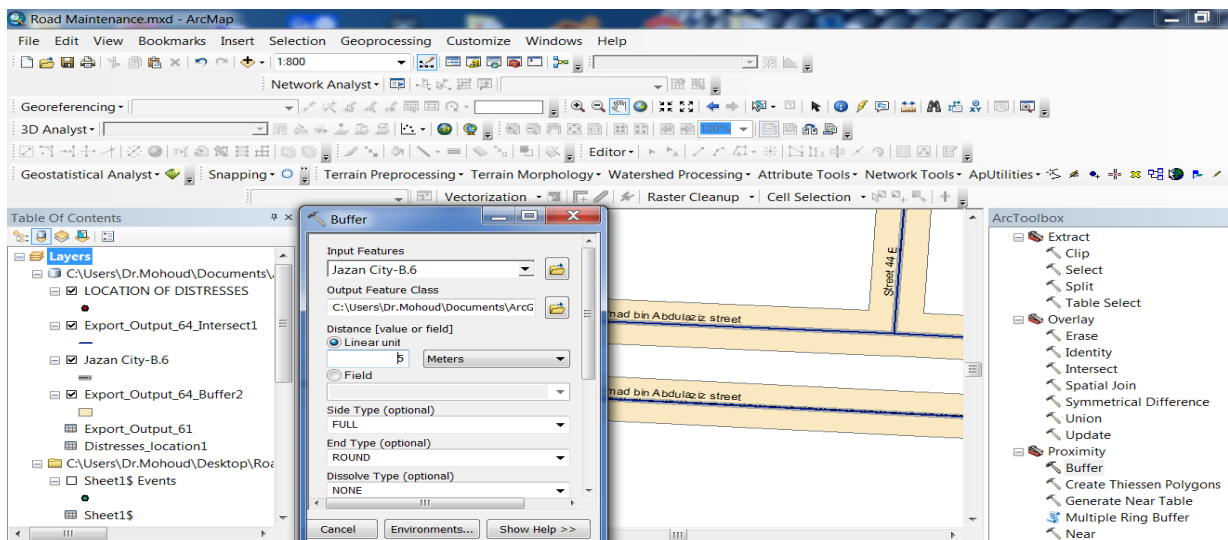 Road Maintenance.mxd - ArcMap
File Edit View Bookmarks Insert Selection Geoprocessing Customize Windows Help
1:800
Network Analyst
Georeferencing
3D Analyst
100%
Editor
Geostatistical Analyst Snapping Terrain Preprocessing Terrain Morphology Watershed Processing Attribute Tools Network Tools ApUtilities
Vectorization Raster Cleanup Cell Selection
Table Of Contents
Layers
C:\Users\Dr.Mohoud\Documents\
LOCATION OF DISTRESSES
Export_Output_64_Intersect1
Jazan City-B.6
Export_Output_64_Buffer2
Export_Output_61
Distresses_location1
C:\Users\Dr.Mohoud\Desktop\Roa
Sheet1$ Events
Sheet1$
Buffer
Input Features
Jazan City-B.6
Output Feature Class
C:\Users\Dr.Mohoud\Documents\ArcG
Distance [value or field]
Linear unit
5 Meters
Field
Side Type (optional)
FULL
End Type (optional)
ROUND
Dissolve Type (optional)
NONE
Cancel Environments... Show Help >>
Street 44 E
mad bin Abdulaziz street
mad bin Abdulaziz street
ArcToolbox
Extract
Clip
Select
Split
Table Select
Overlay
Erase
Identity
Intersect
Spatial Join
Symmetrical Difference
Union
Update
Proximity
Buffer
Create Thiessen Polygons
Generate Near Table
Multiple Ring Buffer
Near